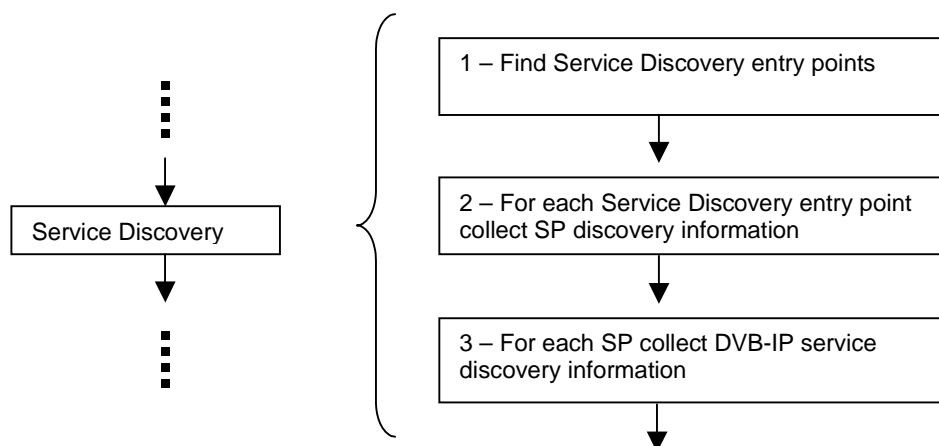 Service Discovery
1 – Find Service Discovery entry points
2 – For each Service Discovery entry point
collect SP discovery information
3 – For each SP collect DVB-IP service
discovery information